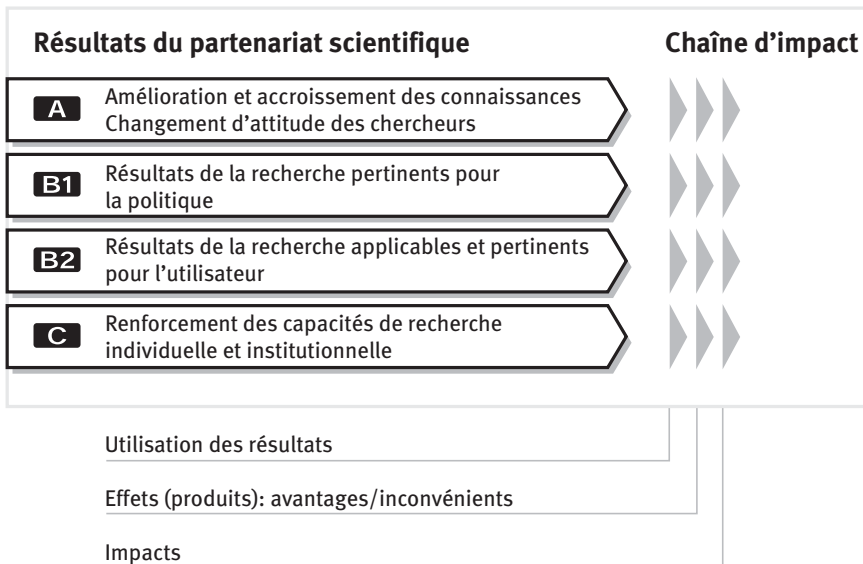 Résultats du partenariat scientifique
Chaîne d’impact
A
Amélioration et accroissement des connaissances
Changement d’attitude des chercheurs
B1
Résultats de la recherche pertinents pour
la politique
B2
Résultats de la recherche applicables et pertinents
pour l’utilisateur
C
Renforcement des capacités de recherche
individuelle et institutionnelle
Utilisation des résultats
Effets (produits): avantages/inconvénients
Impacts